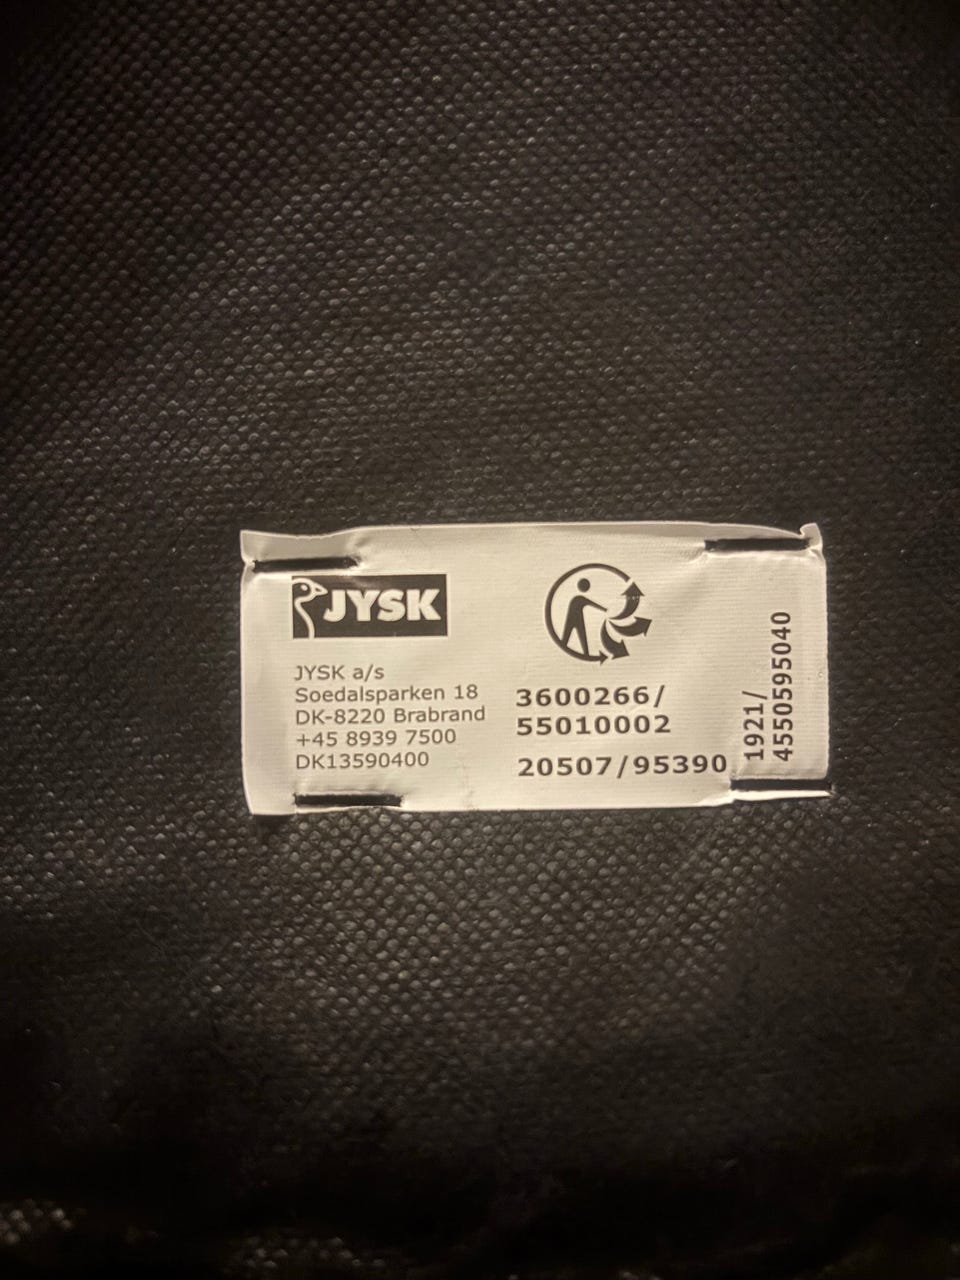 JYSK
JYSK a/s
Soedalsparken 18
DK-8220 Brabrand
+45 8939 7500
DK13590400
3600266/
55010002
20507/95390
1921/
4550595040